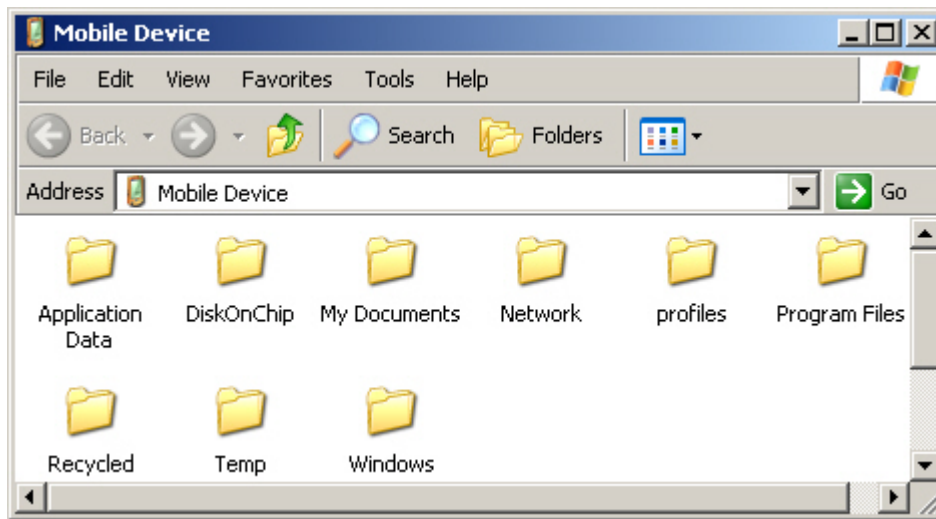 Mobile Device
File Edit View Favorites Tools Help
Back Search Folders
Address Mobile Device Go
Application Data DiskOnChip My Documents Network profiles Program Files
Recycled Temp Windows